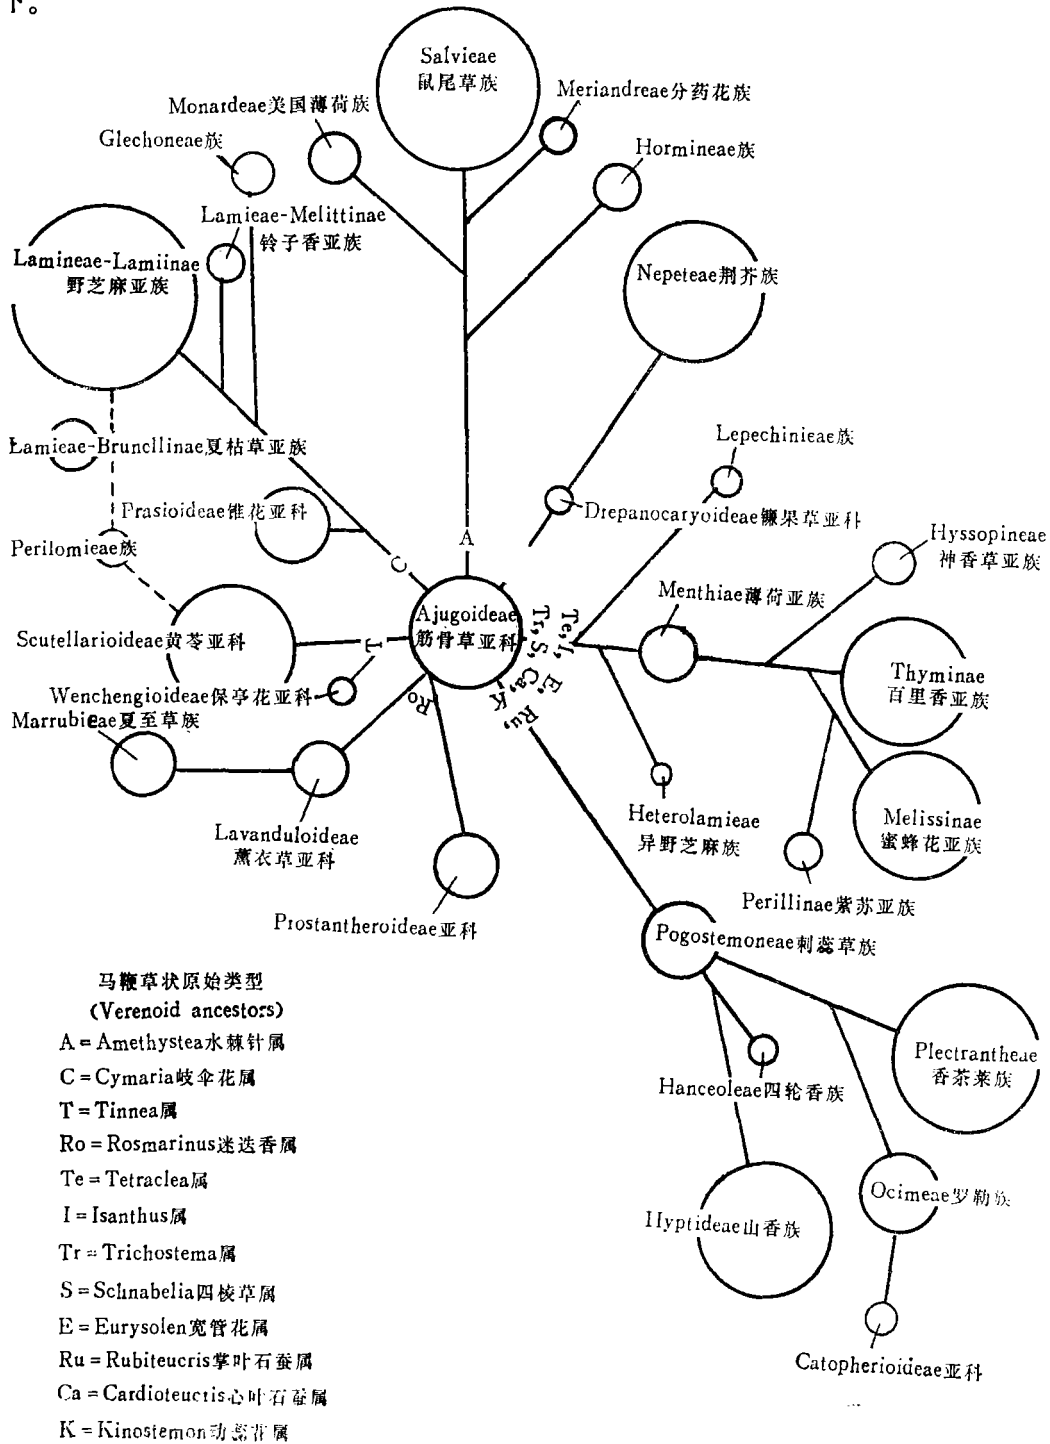 下。
Salvieae
鼠尾草族
Meriandreae分药花族
Monardeae美国薄荷族
Glechoneae族
Hormineae族
Lamieae-Melittinae
铃子香亚族
Lamineae-Lamiinae
野芝麻亚族
Nepeteae荆芥族
Lamieae-Brunellinae夏枯草亚族
Lepechinieae族
Prasioideae锥花亚科
Drepanocaryoideae镰果草亚科
Perilomieae族
A
C
Hyssopineae
神香草亚族
Menthiae薄荷亚族
Ajugoideae
筋骨草亚科
Te,I,
Tr,S,
E,
Ca,K,
Ru,
Scutellarioideae黄芩亚科
T
Thyminae
百里香亚族
Wenchengioideae保亭花亚科
Ro
Marrubieae夏至草族
Lavanduloideae
薰衣草亚科
Heterolamieae
异野芝麻族
Melissinae
蜜蜂花亚族
Perillinae紫苏亚族
Prostantheroideae亚科
Pogostemoneae刺蕊草族
Plectrantheae
香茶菜族
Hanceoleae四轮香族
Ocimeae罗勒族
Hyptideae山香族
Catopherioideae亚科
马鞭草状原始类型
(Verenoid ancestors)
A=Amethystea水棘针属
C=Cymaria歧伞花属
T=Tinnea属
Ro=Rosmarinus迷迭香属
Te=Tetraclea属
I=Isanthus属
Tr=Trichostema属
S=Schnabelia四棱草属
E=Eurysolen宽管花属
Ru=Rubiteucris掌叶石蚕属
Ca=Cardioteucris心叶石蚕属
K=Kinostemon动蕊花属